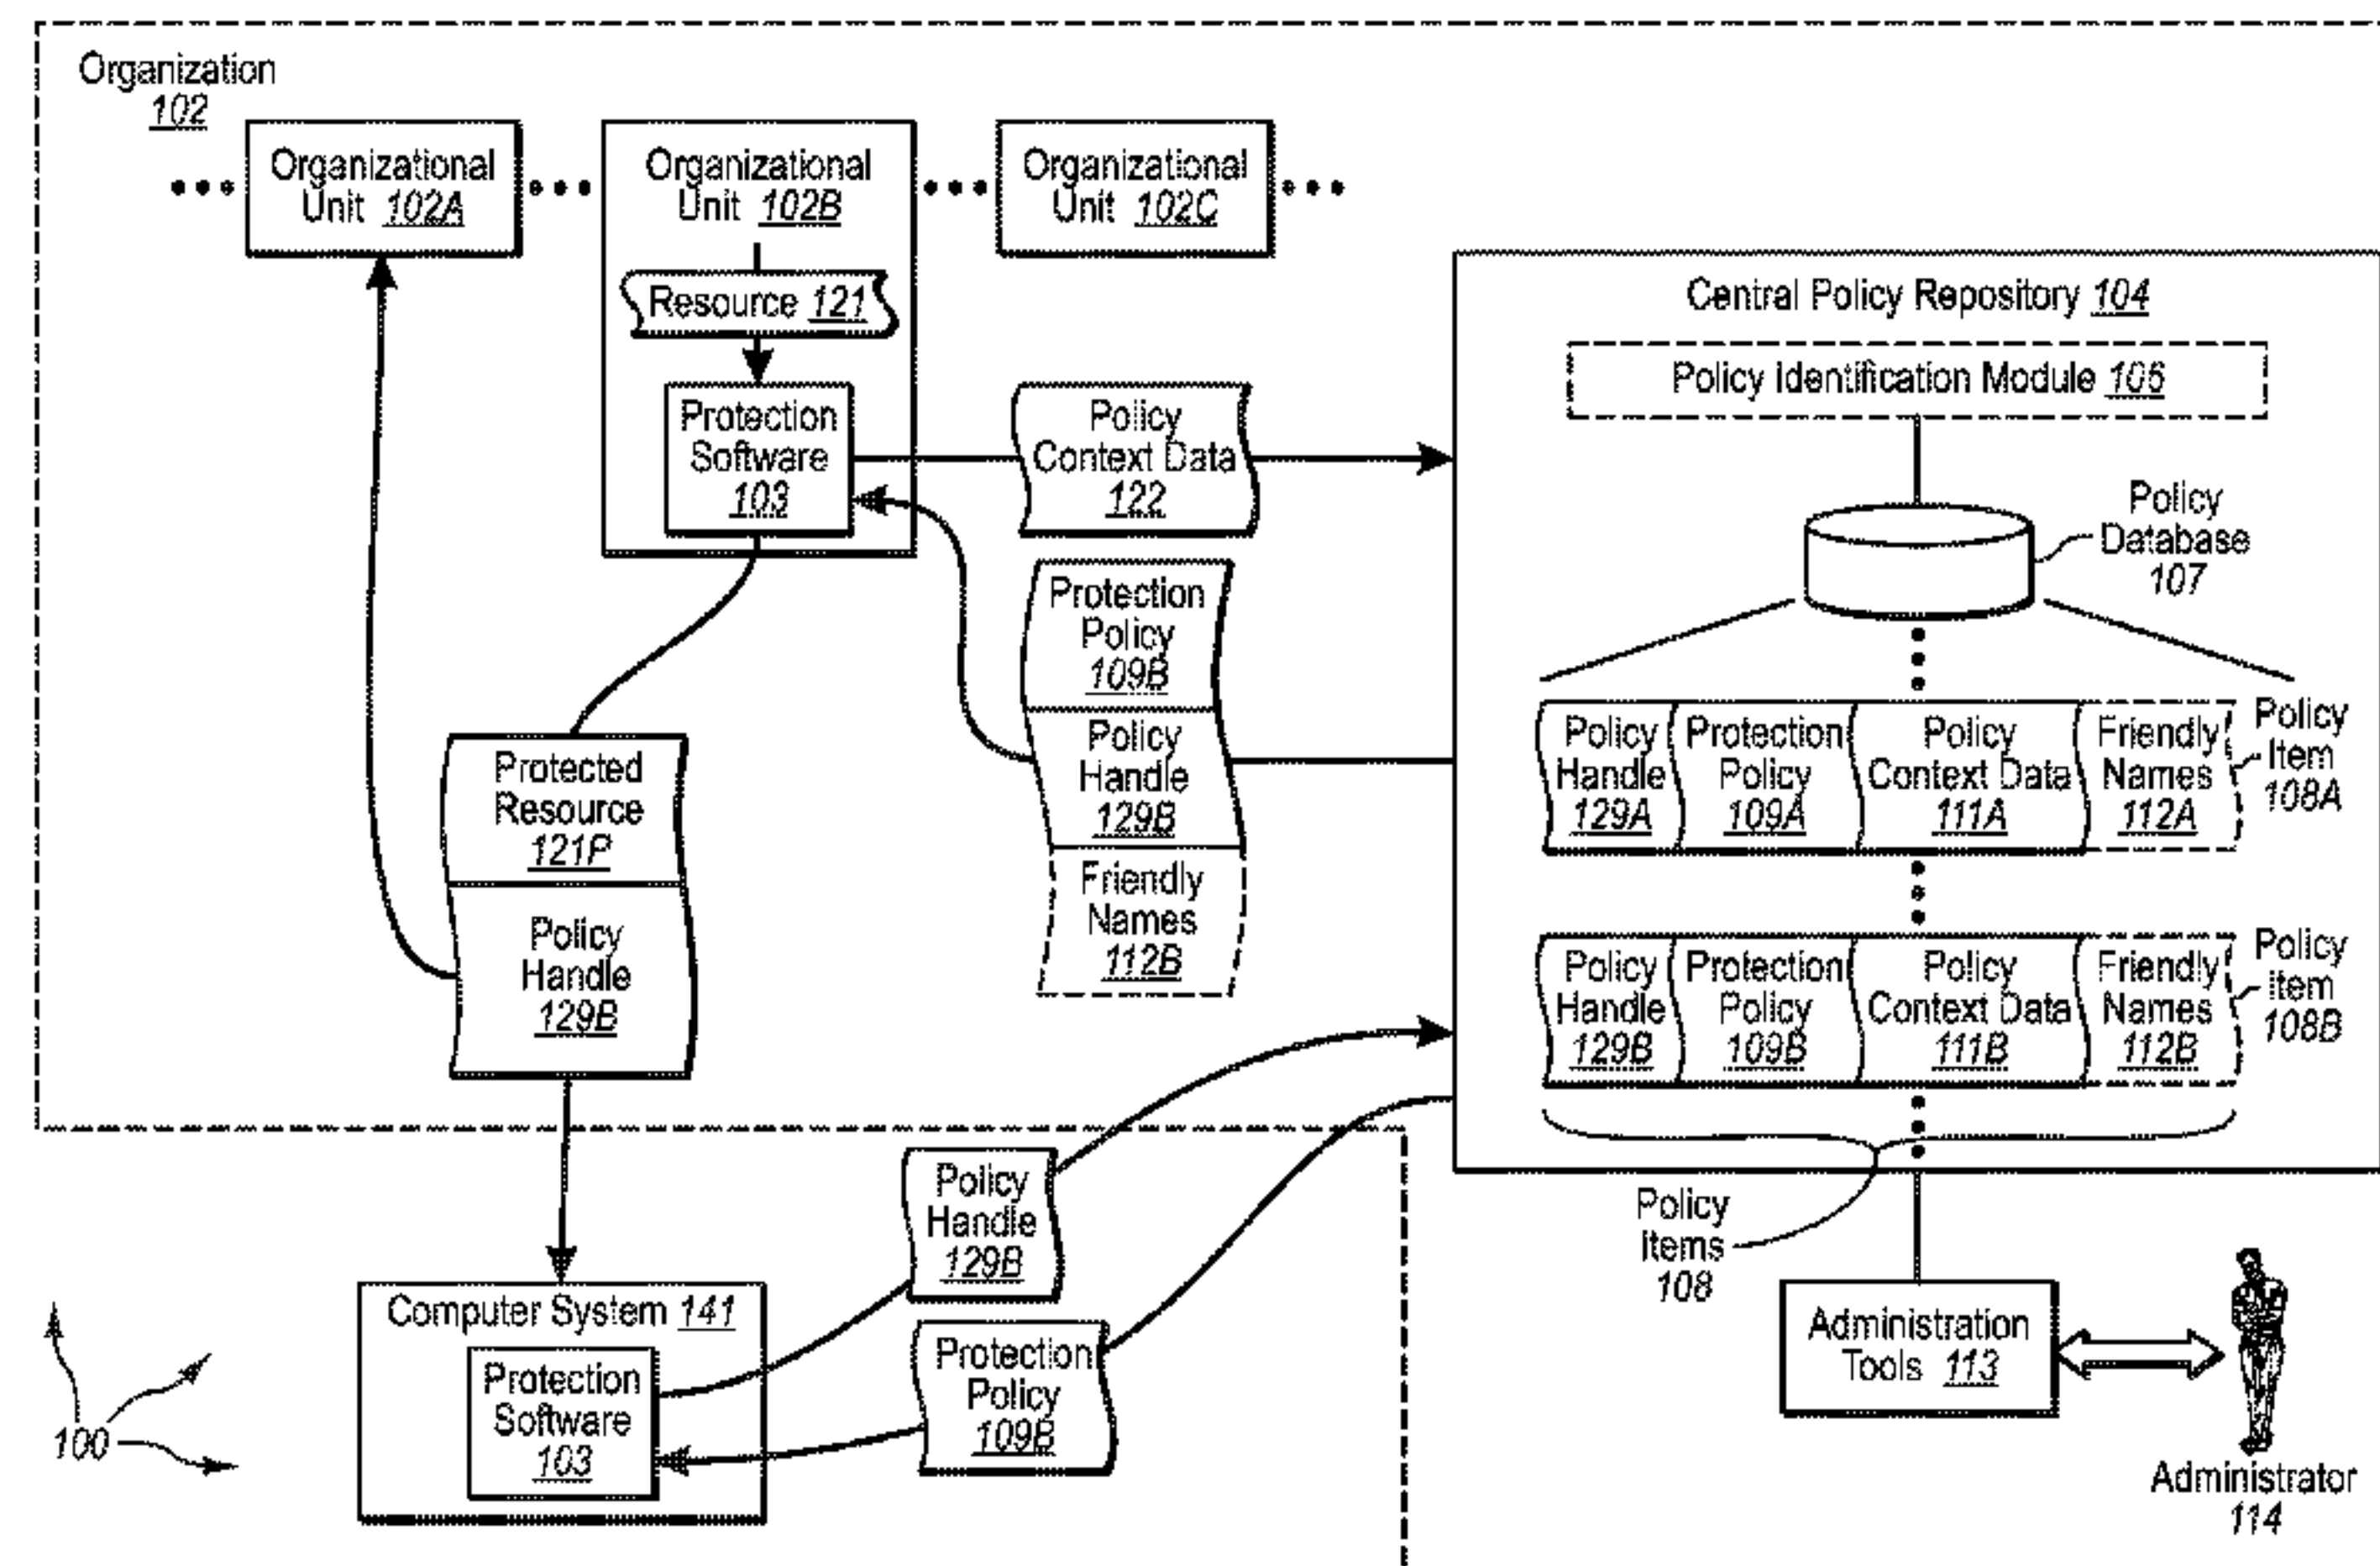 Organization
102
Organizational
Unit 102A
Organizational
Unit 102B
Organizational
Unit 102C
Resource 121
Protection
Software
103
Policy
Context Data
122
Central Policy Repository 104
Policy Identification Module 106
Policy
Database
107
Protection
Policy
109B
Policy
Handle
129B
Friendly
Names
112B
Protected
Resource
121P
Policy
Handle
129B
Policy
Handle
129A
Protection
Policy
109A
Policy
Context Data
111A
Friendly
Names
112A
Policy
Item
108A
Policy
Handle
129B
Protection
Policy
109B
Policy
Context Data
111B
Friendly
Names
112B
Policy
Item
108B
Policy
Items
108
Policy
Handle
129B
Protection
Policy
109B
Computer System 141
Protection
Software
103
Administration
Tools 113
Administrator
114
100